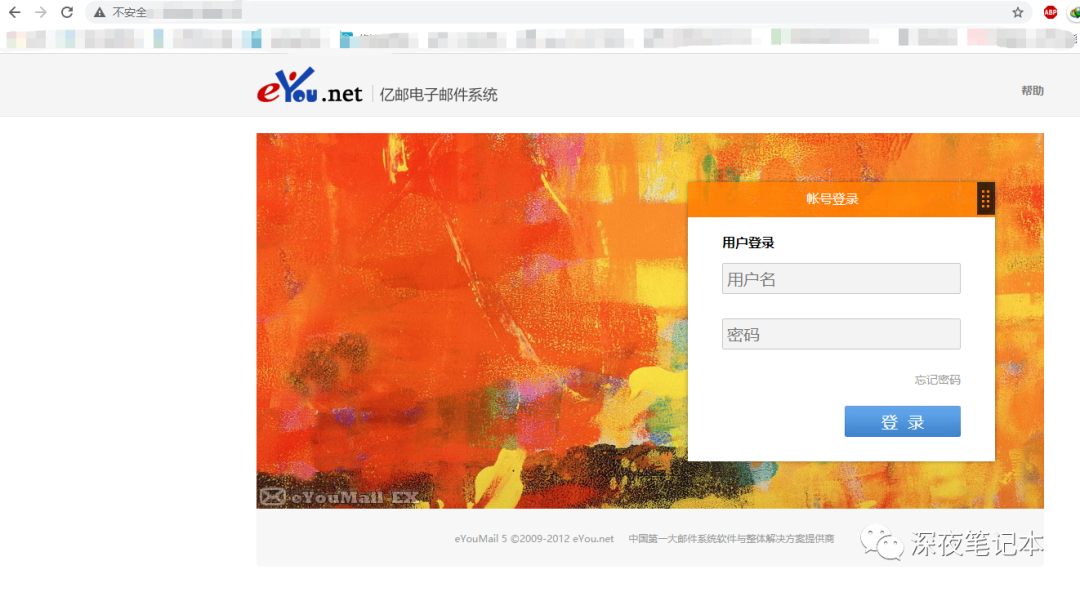 不安全
eYou.net 亿邮电子邮件系统
帮助
帐号登录
用户登录
用户名
密码
忘记密码
登 录
eYouMail EX
eYouMail 5 ©2009-2012 eYou.net 中国第一大邮件系统软件与整体解决方案提供商
深夜笔记本
ABP